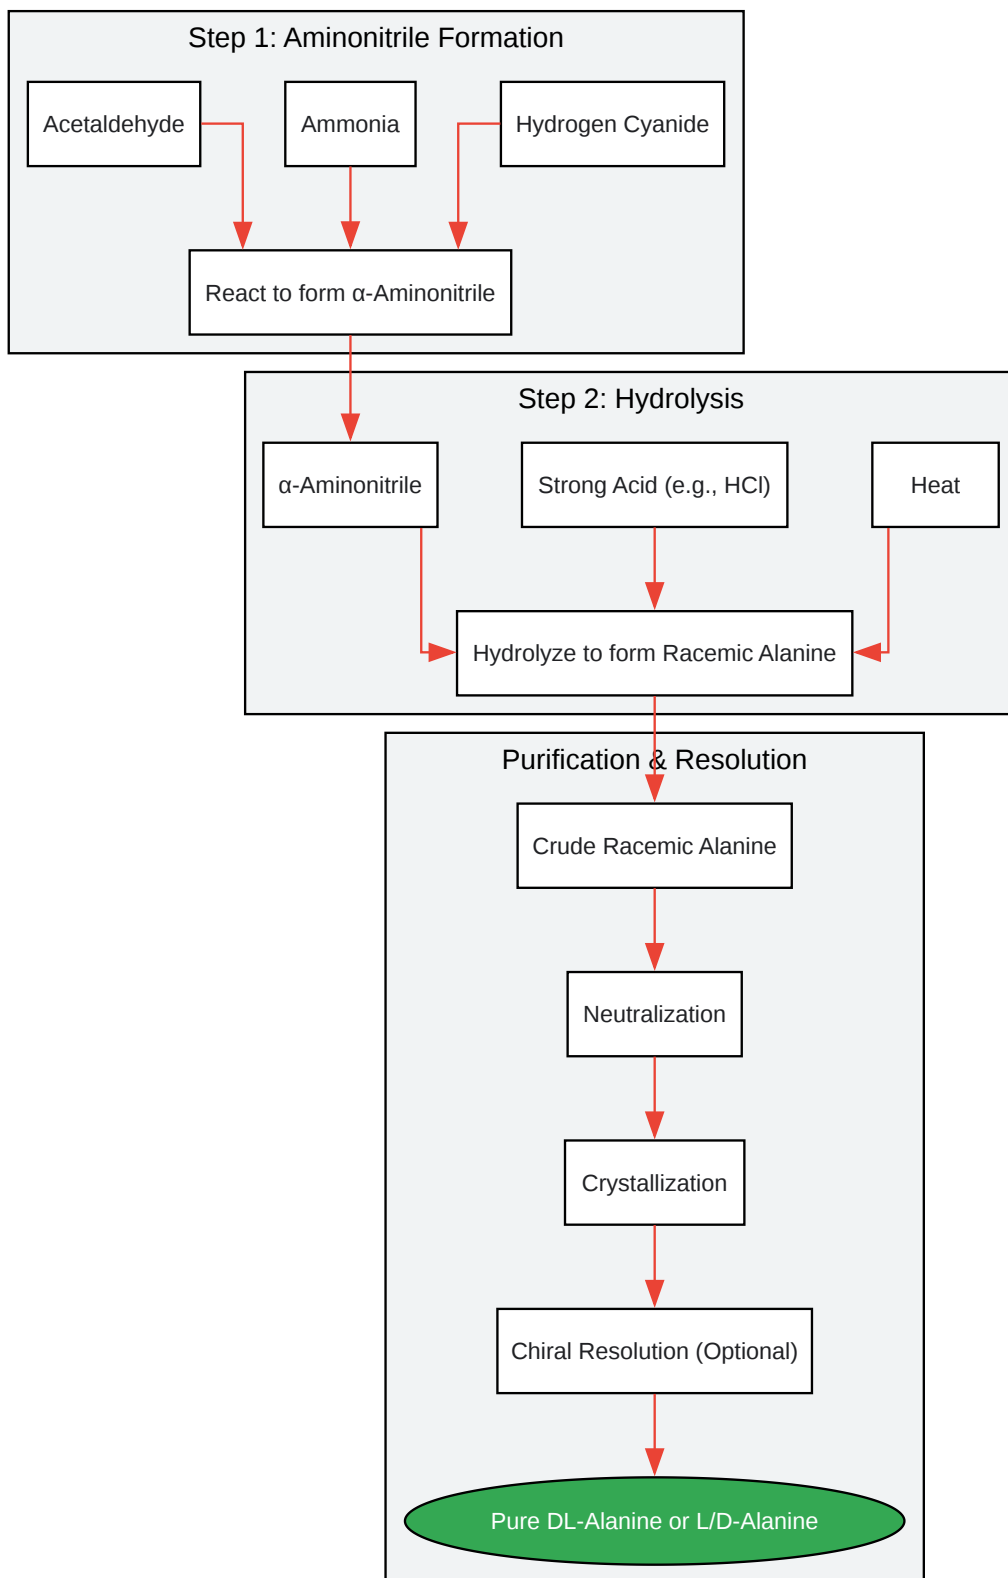 Step 1: Aminonitrile Formation
Acetaldehyde
Ammonia
Hydrogen Cyanide
React to form α-Aminonitrile
Step 2: Hydrolysis
α-Aminonitrile
Strong Acid (e.g., HCl)
Heat
Hydrolyze to form Racemic Alanine
Purification & Resolution
Crude Racemic Alanine
Neutralization
Crystallization
Chiral Resolution (Optional)
Pure DL-Alanine or L/D-Alanine